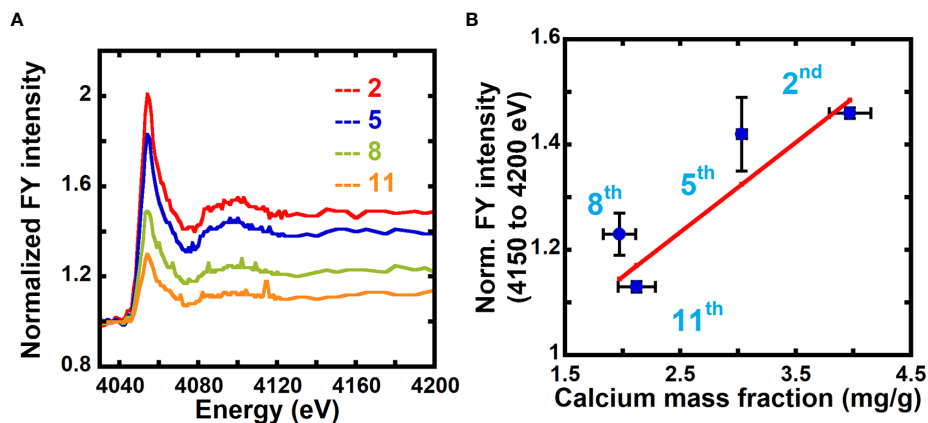 A
Normalized FY intensity
2
1.6
1.2
0.8
2
5
8
11
4040
4080
4120
4160
4200
Energy (eV)
B
Norm. FY intensity
(4150 to 4200 eV)
1.6
1.4
1.2
1
2nd
5th
8th
11th
1.5
2.5
3.5
4.5
Calcium mass fraction (mg/g)